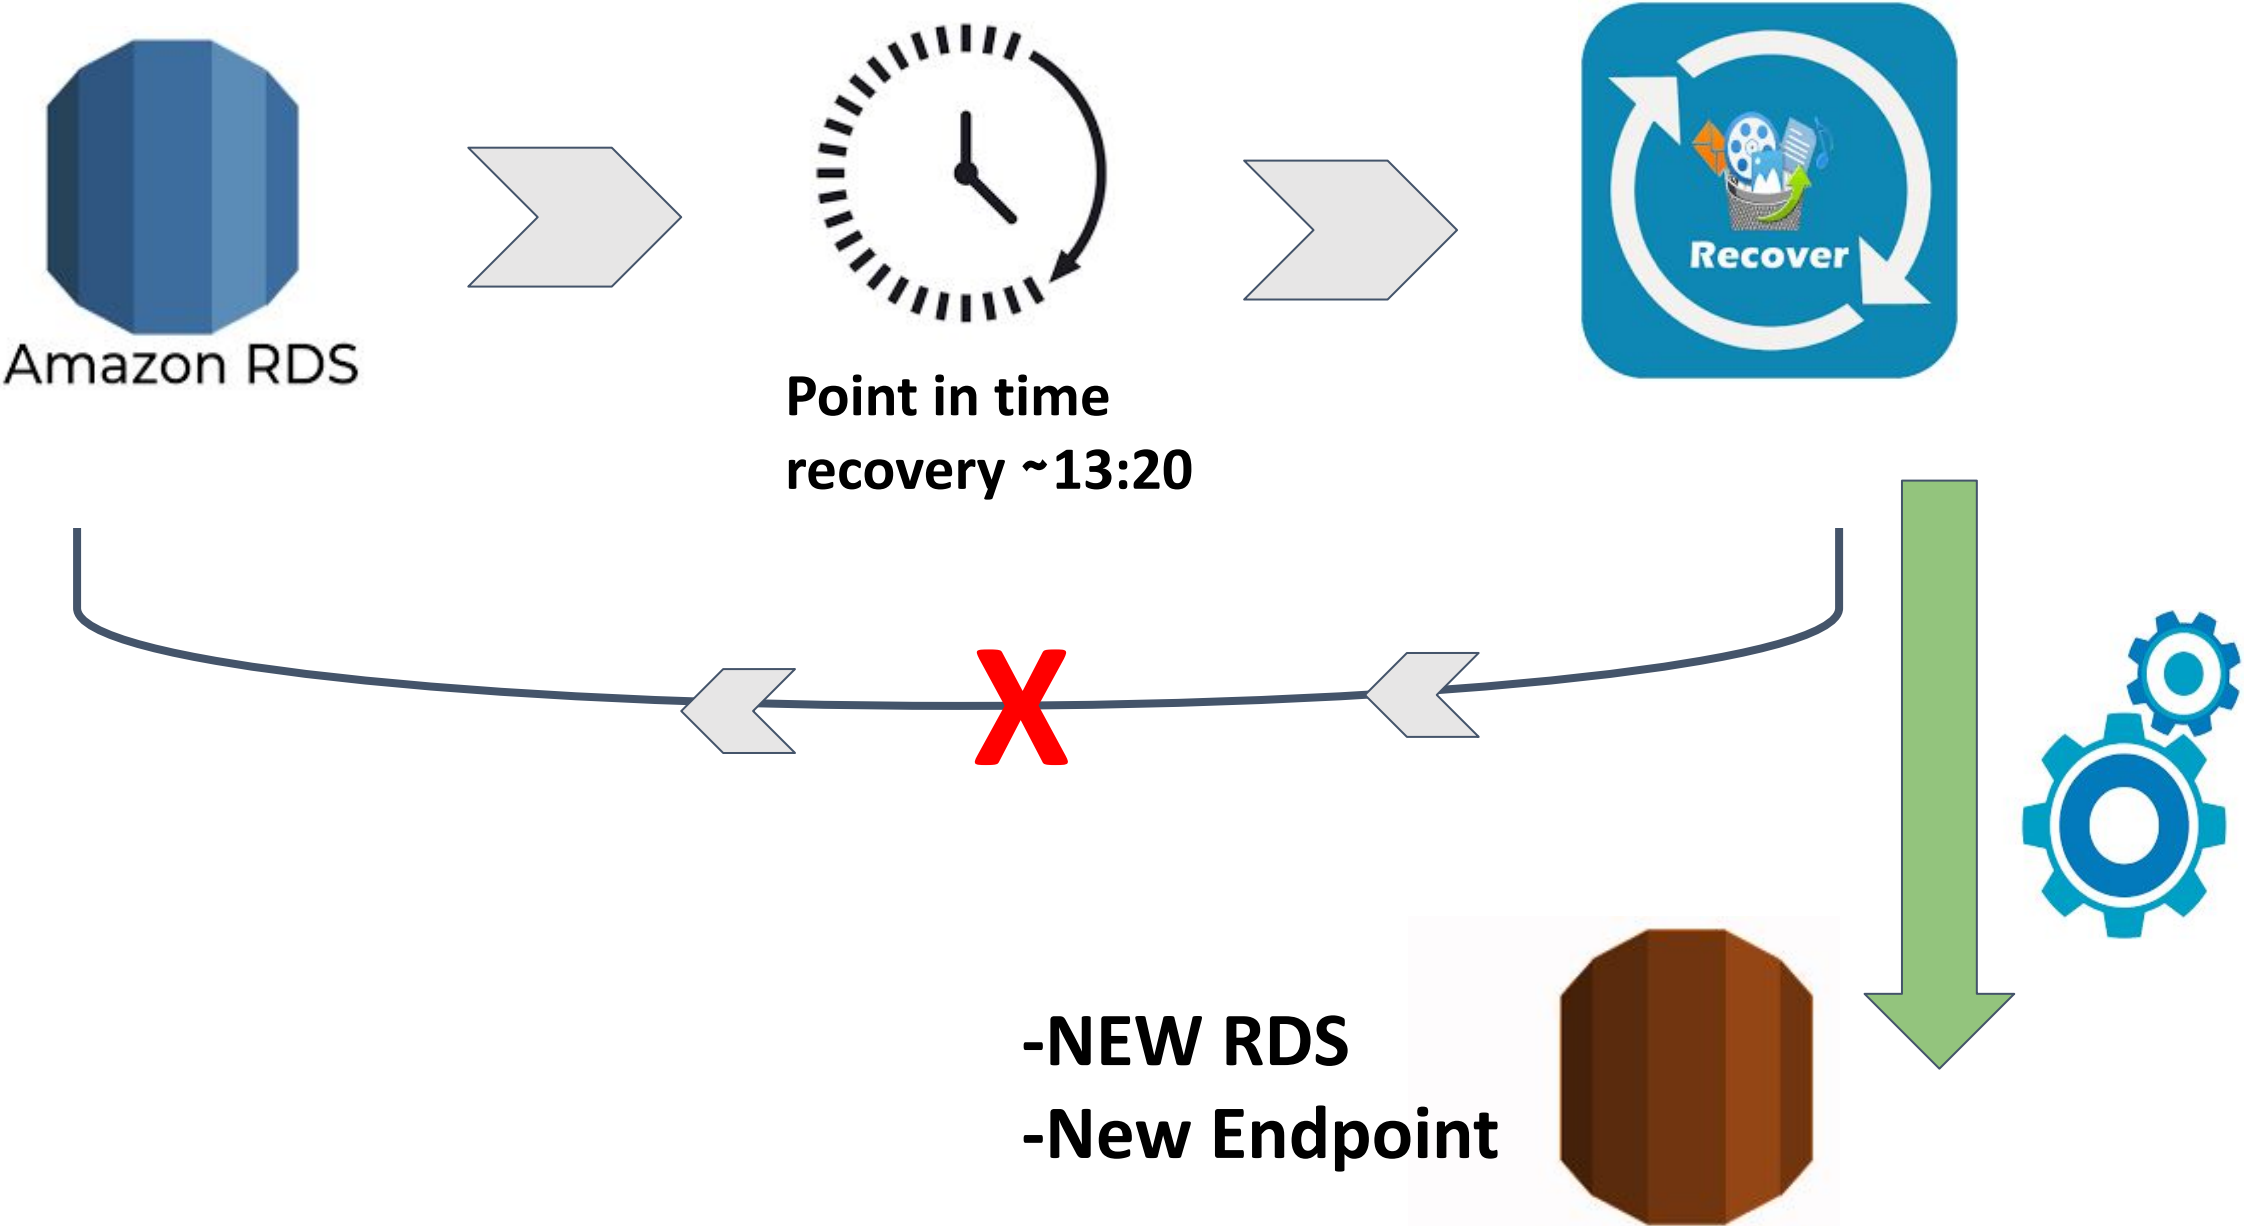 Amazon RDS
Point in time
recovery ~13:20
Recover
X
-NEW RDS
-New Endpoint